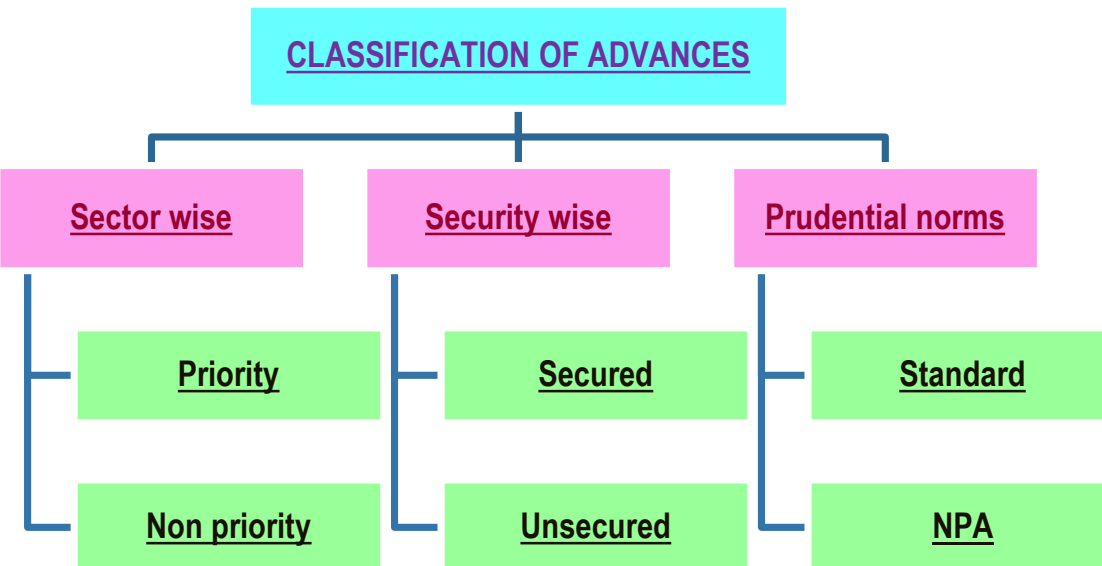 CLASSIFICATION OF ADVANCES
Sector wise
Security wise
Prudential norms
Priority
Secured
Standard
Non priority
Unsecured
NPA